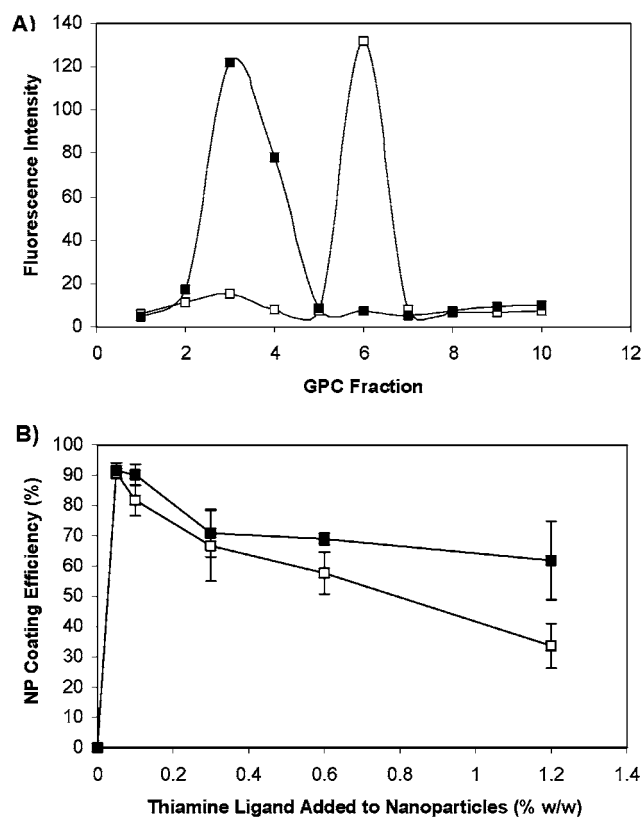 A)
140
120
100
80
60
40
20
0
0 2 4 6 8 10 12
Fluorescence Intensity
GPC Fraction
B)
100
90
80
70
60
50
40
30
20
10
0
0 0.2 0.4 0.6 0.8 1 1.2 1.4
NP Coating Efficiency (%)
Thiamine Ligand Added to Nanoparticles (% w/w)